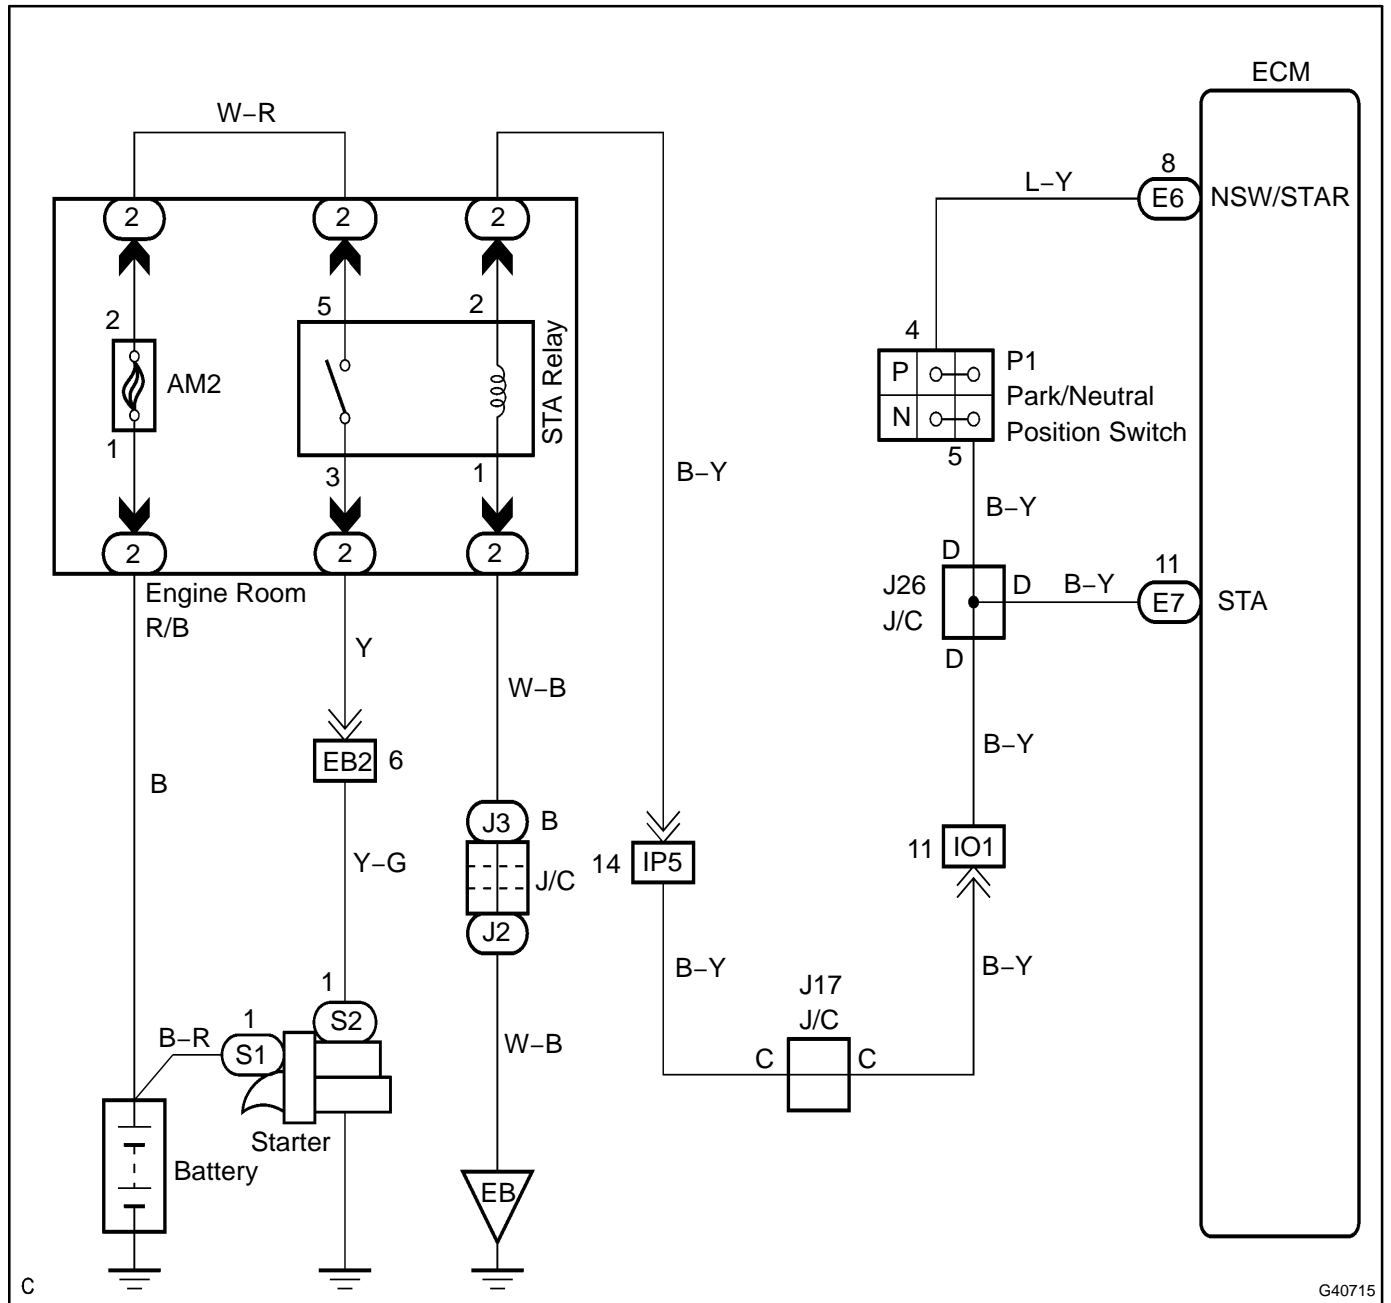 ECM
W–R
8
L–Y
E6
NSW/STAR
2
2
2
5
2
2
STA Relay
AM2
1
3
1
4
P
N
P1
Park/Neutral
Position Switch
5
B–Y
B–Y
D
J26
J/C
D
B–Y
11
E7
STA
D
2
2
2
Engine Room
R/B
Y
W–B
B–Y
B
EB2
6
J3
B
J/C
J2
Y–G
14
IP5
11
IO1
B–Y
J17
J/C
C
C
B–Y
1
S2
1
B–R
S1
W–B
Starter
Battery
EB
C
G40715